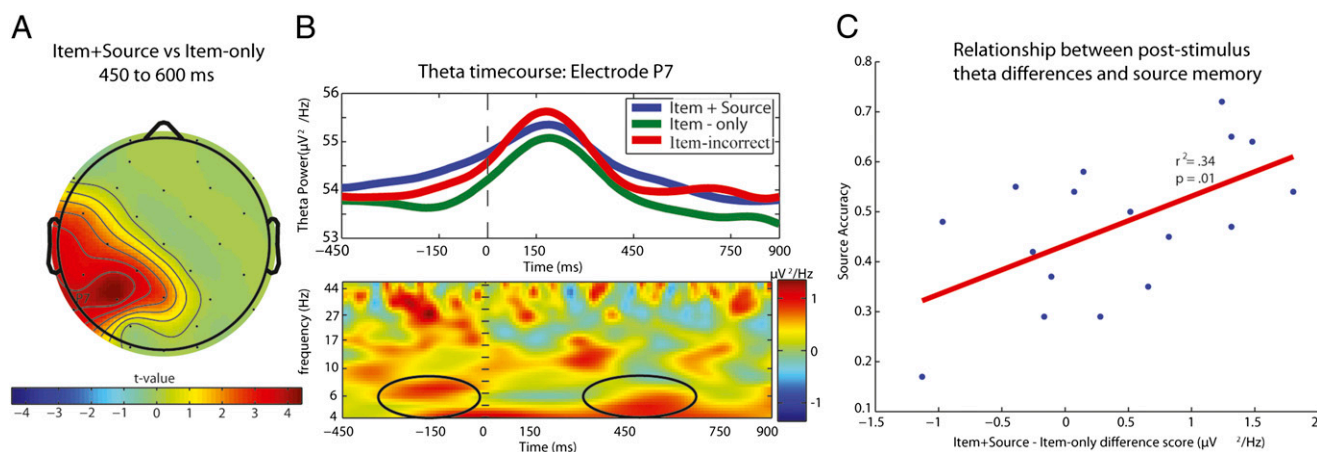 A
Item+Source vs Item-only
450 to 600 ms
t-value
−4 −3 −2 −1 0 1 2 3 4
B
Theta timecourse: Electrode P7
Theta Power(µV² /Hz)
56
55
54
53
Item + Source
Item - only
Item-incorrect
−450 −150 0 150 450 750 900
Time (ms)
frequency (Hz)
44
27
17
10
6
4
−450 −150 0 150 450 750 900
Time (ms)
µV²/Hz
1
0
-1
C
Relationship between post-stimulus
theta differences and source memory
Source Accuracy
0.8
0.7
0.6
0.5
0.4
0.3
0.2
0.1
r²= .34
p = .01
−1.5 −1 −0.5 0 0.5 1 1.5 2
Item+Source - Item-only difference score (µV ²/Hz)